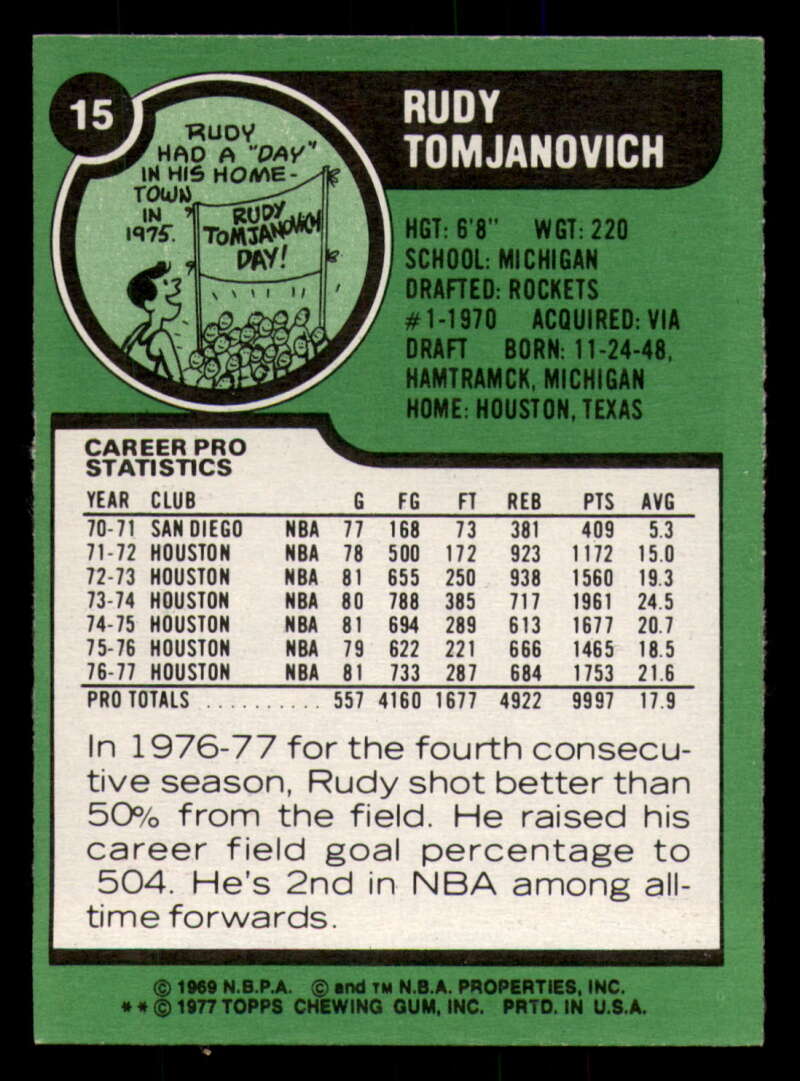 15
RUDY
TOMJANOVICH
RUDY
HAD A "DAY"
IN HIS HOME-
TOWN
IN
1975.
RUDY
TOMJANOVICH
DAY!
HGT: 6'8" WGT: 220
SCHOOL: MICHIGAN
DRAFTED: ROCKETS
#1-1970 ACQUIRED: VIA
DRAFT BORN: 11-24-48,
HAMTRAMCK, MICHIGAN
HOME: HOUSTON, TEXAS
CAREER PRO
STATISTICS
YEAR CLUB G FG FT REB PTS AVG
70-71 SAN DIEGO NBA 77 168 73 381 409 5.3
71-72 HOUSTON NBA 78 500 172 923 1172 15.0
72-73 HOUSTON NBA 81 655 250 938 1560 19.3
73-74 HOUSTON NBA 80 788 385 717 1961 24.5
74-75 HOUSTON NBA 81 694 289 613 1677 20.7
75-76 HOUSTON NBA 79 622 221 666 1465 18.5
76-77 HOUSTON NBA 81 733 287 684 1753 21.6
PRO TOTALS .......... 557 4160 1677 4922 9997 17.9
In 1976-77 for the fourth consecu-
tive season, Rudy shot better than
50% from the field. He raised his
career field goal percentage to
504. He's 2nd in NBA among all-
time forwards.
© 1969 N.B.P.A. © and TM N.B.A. PROPERTIES, INC.
**© 1977 TOPPS CHEWING GUM, INC. PRTD. IN U.S.A.